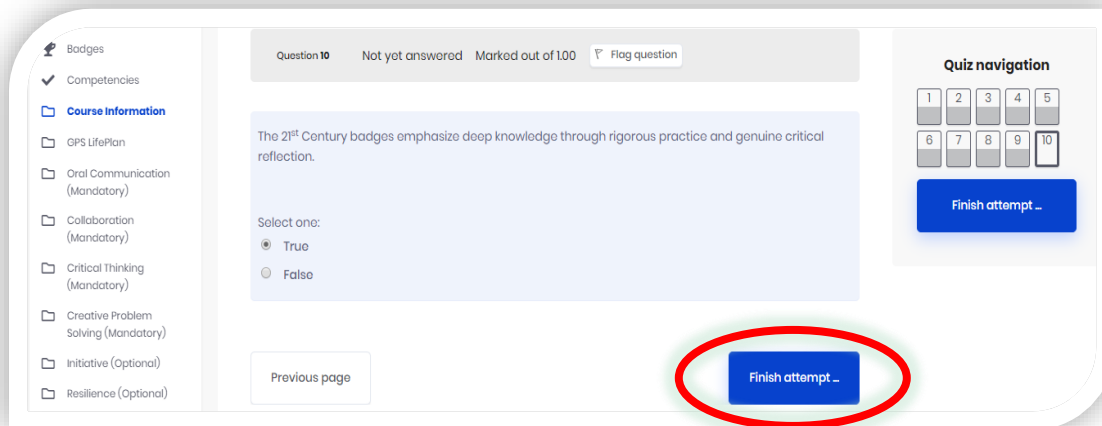 Badges
Competencies
Course Information
GPS LifePlan
Oral Communication
(Mandatory)
Collaboration
(Mandatory)
Critical Thinking
(Mandatory)
Creative Problem
Solving (Mandatory)
Initiative (Optional)
Resilience (Optional)
Question 10 Not yet answered Marked out of 1.00 Flag question
The 21st Century badges emphasize deep knowledge through rigorous practice and genuine critical
reflection.
Select one:
True
False
Previous page
Finish attempt ...
Quiz navigation
1 2 3 4 5
6 7 8 9 10
Finish attempt ...